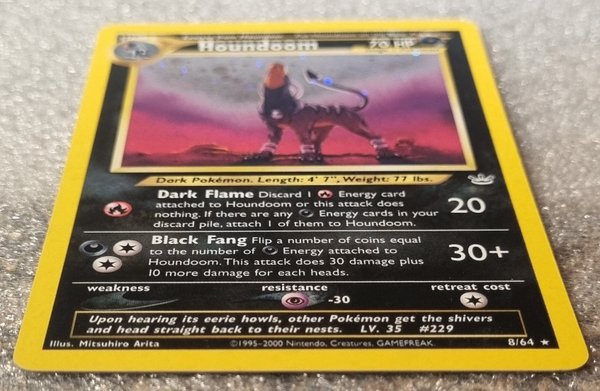 Houndoom 70 HP
Dark Pokémon. Length: 4' 7", Weight: 77 lbs.
Dark Flame Discard 1 Energy card
attached to Houndoom or this attack does
nothing. If there are any Energy cards in your
discard pile, attach 1 of them to Houndoom.
20
Black Fang Flip a number of coins equal
to the number of Energy attached to
Houndoom. This attack does 30 damage plus
10 more damage for each heads.
30+
weakness resistance retreat cost
-30
Upon hearing its eerie howls, other Pokémon get the shivers
and head straight back to their nests. LV. 35 #229
Illus. Mitsuhiro Arita ©1995-2000 Nintendo, Creatures, GAMEFREAK. 8/64 ★